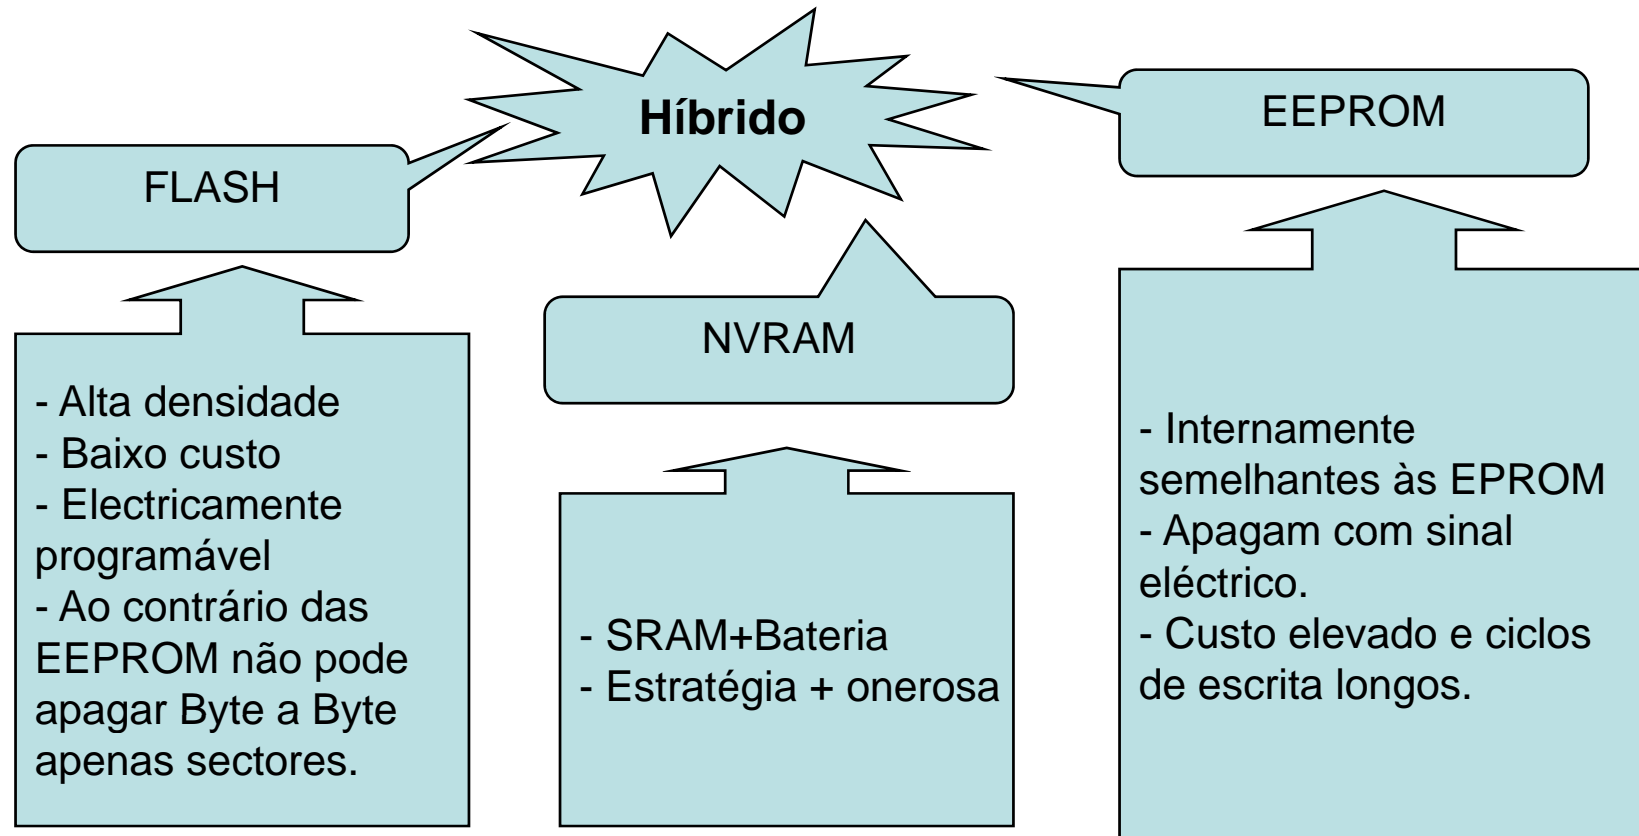 Híbrido
FLASH
- Alta densidade
- Baixo custo
- Electricamente
programável
- Ao contrário das
EEPROM não pode
apagar Byte a Byte
apenas sectores.
NVRAM
- SRAM+Bateria
- Estratégia + onerosa
EEPROM
- Internamente
semelhantes às EPROM
- Apagam com sinal
eléctrico.
- Custo elevado e ciclos
de escrita longos.